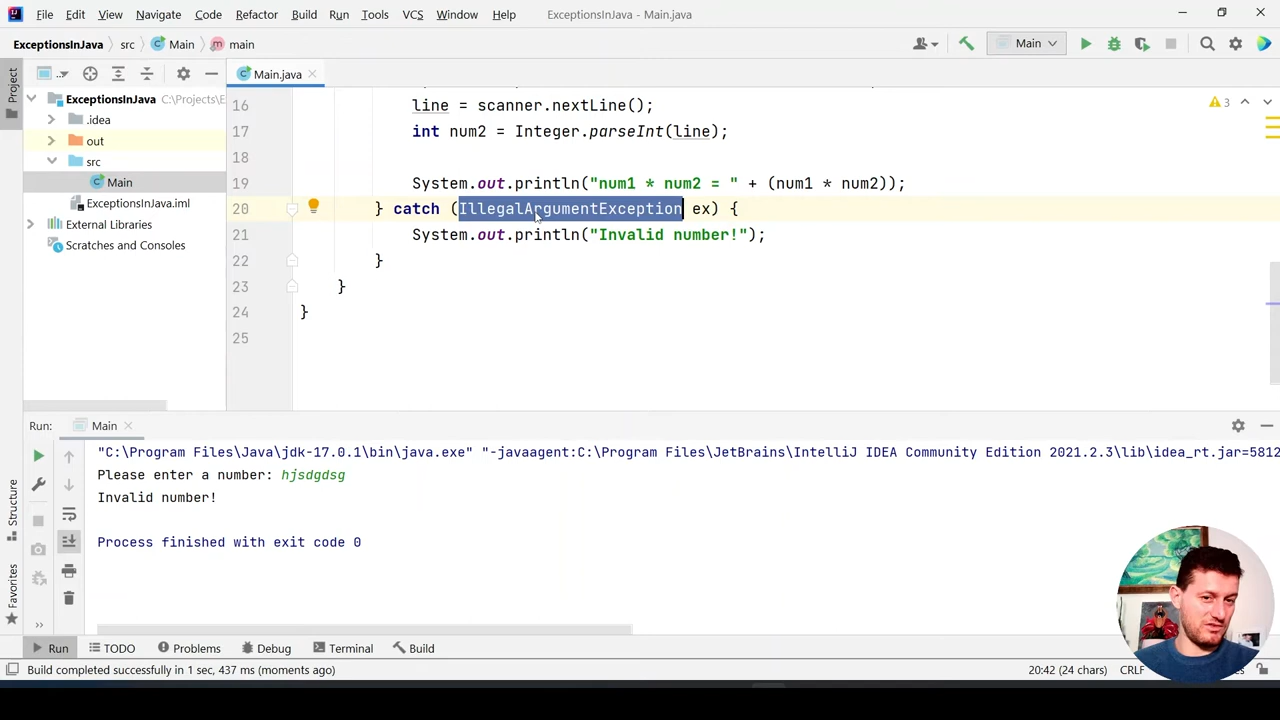 File Edit View Navigate Code Refactor Build Run Tools VCS Window Help ExceptionsInJava - Main.java
ExceptionsInJava src Main main Main
Project
Main.java
ExceptionsInJava C:\Projects\E
.idea
out
src
Main
ExceptionsInJava.iml
External Libraries
Scratches and Consoles
3
16 line = scanner.nextLine();
17 int num2 = Integer.parseInt(line);
18
19 System.out.println("num1 * num2 = " + (num1 * num2));
20 } catch (IllegalArgumentException ex) {
21 System.out.println("Invalid number!");
22 }
23 }
24 }
25
Run: Main
"C:\Program Files\Java\jdk-17.0.1\bin\java.exe" "-javaagent:C:\Program Files\JetBrains\IntelliJ IDEA Community Edition 2021.2.3\lib\idea_rt.jar=5812
Please enter a number: hjsdgdsg
Invalid number!
Process finished with exit code 0
Structure
Favorites
Run TODO Problems Debug Terminal Build
Build completed successfully in 1 sec, 437 ms (moments ago) 20:42 (24 chars) CRLF